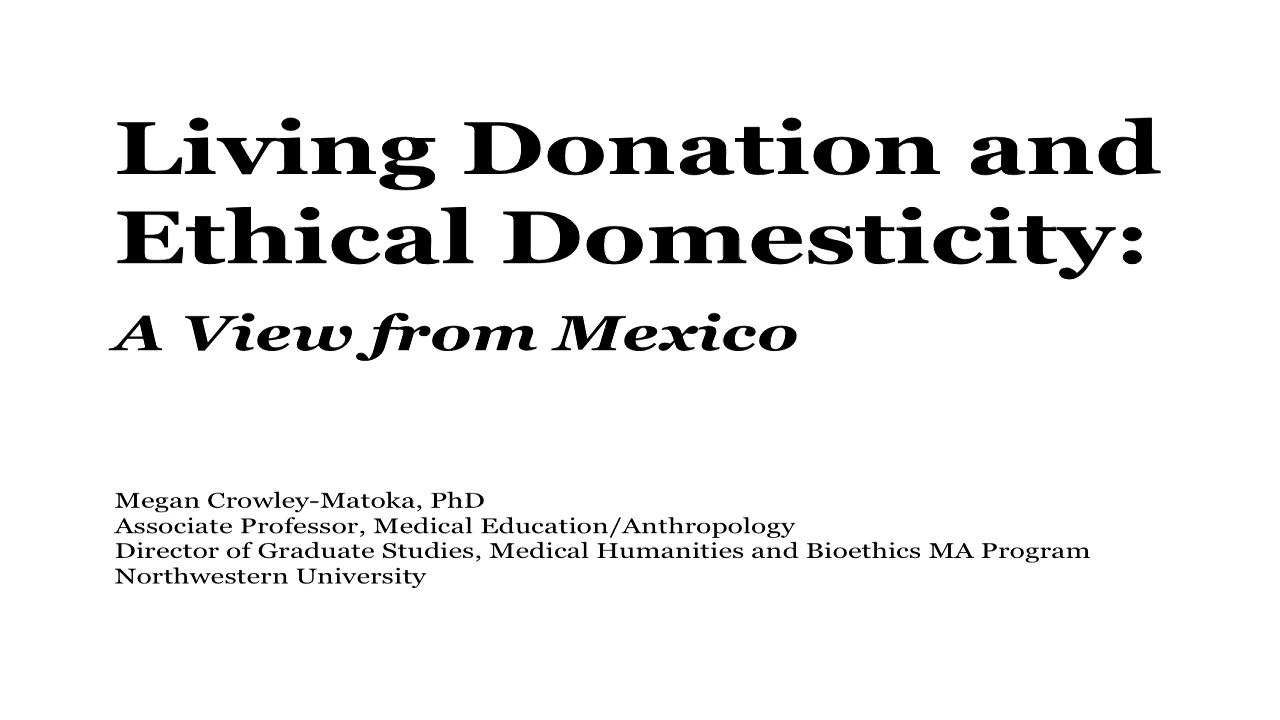 Living Donation and
Ethical Domesticity:
A View from Mexico
Megan Crowley-Matoka, PhD
Associate Professor, Medical Education/Anthropology
Director of Graduate Studies, Medical Humanities and Bioethics MA Program
Northwestern University